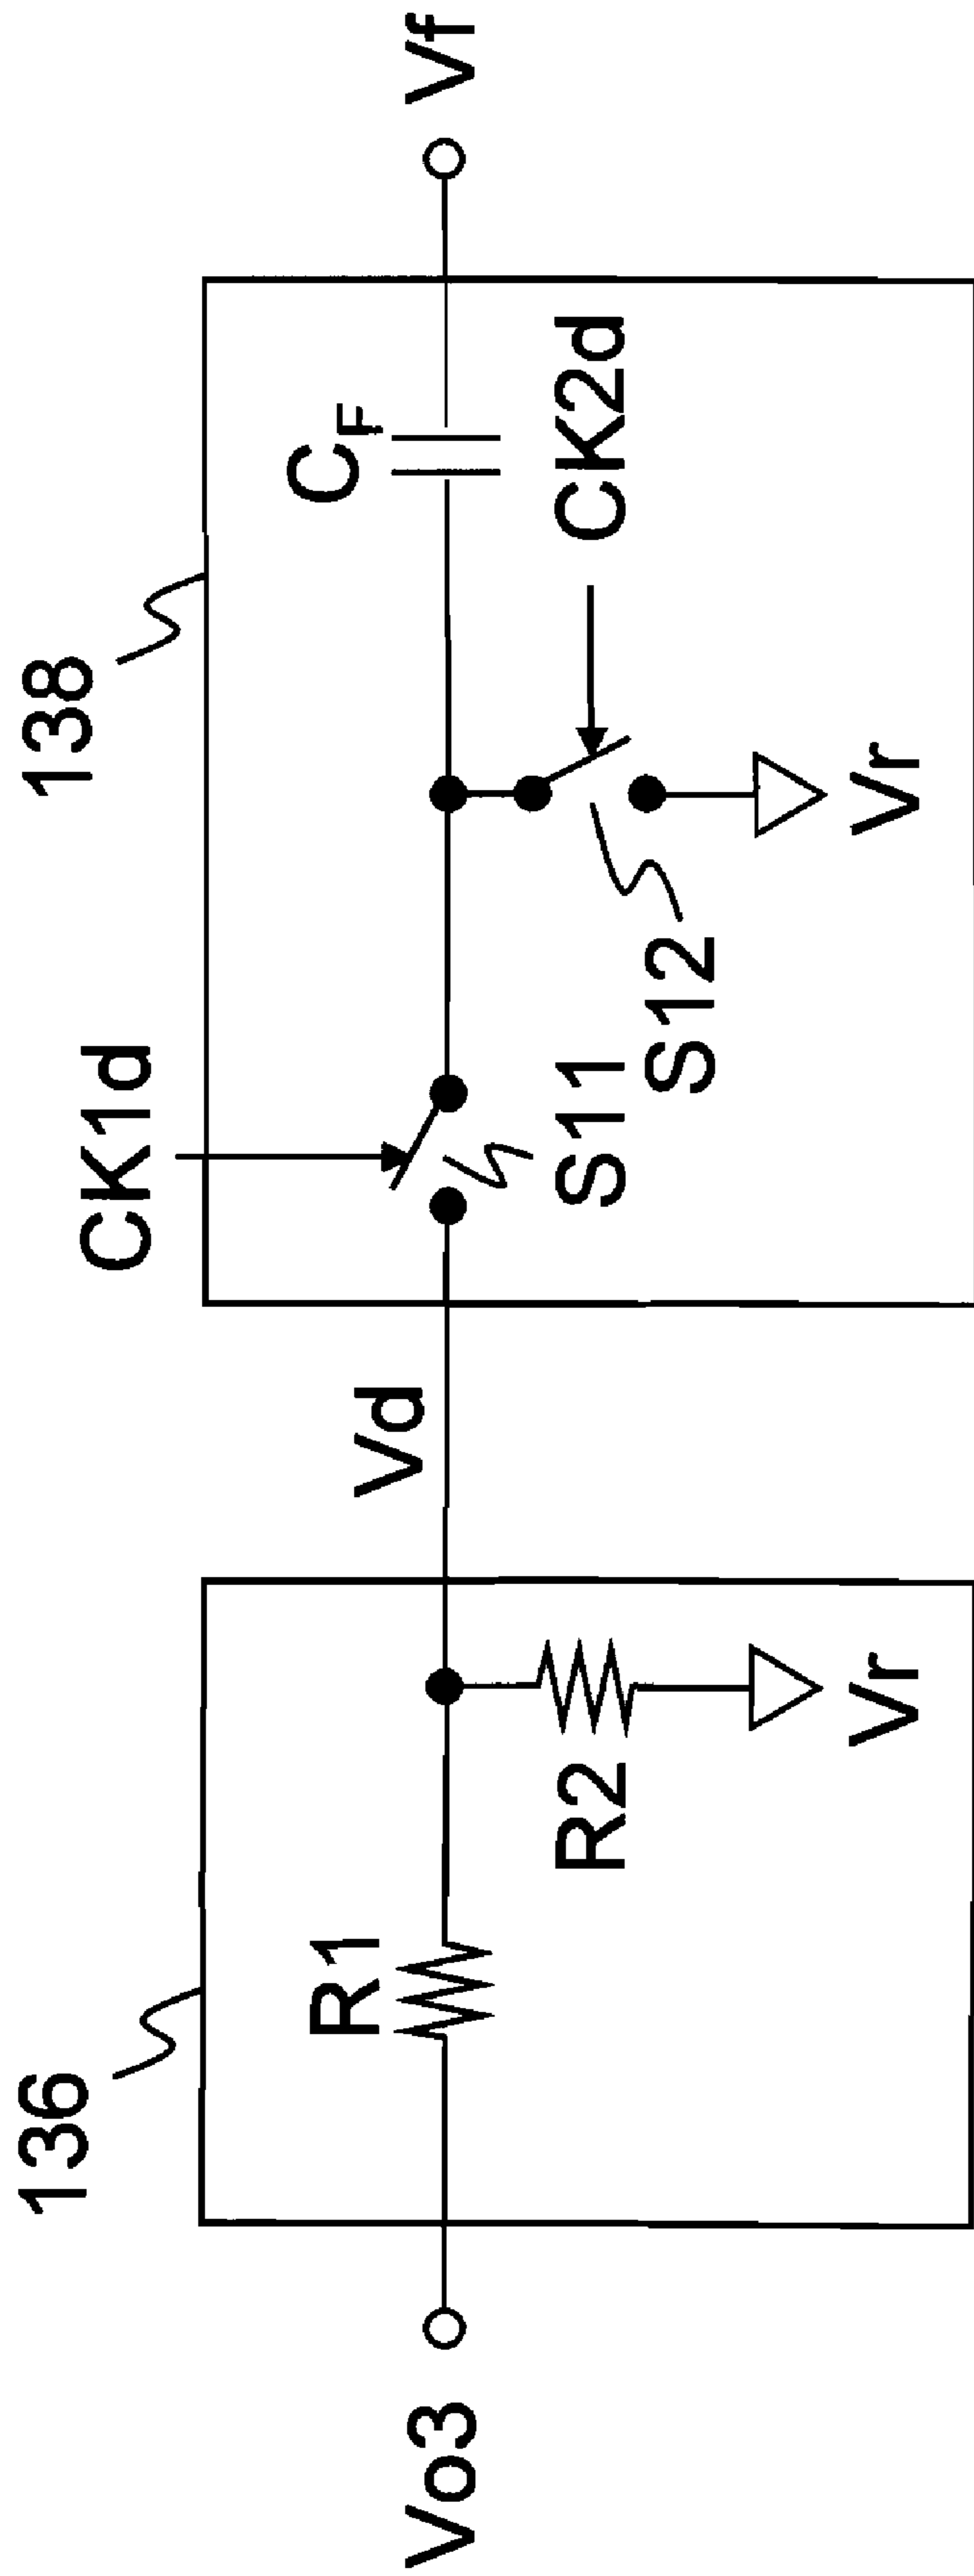 136
138
CK1d
R1
C_F
Vo3
Vd
Vf
R2
S11
CK2d
S12
Vr
Vr